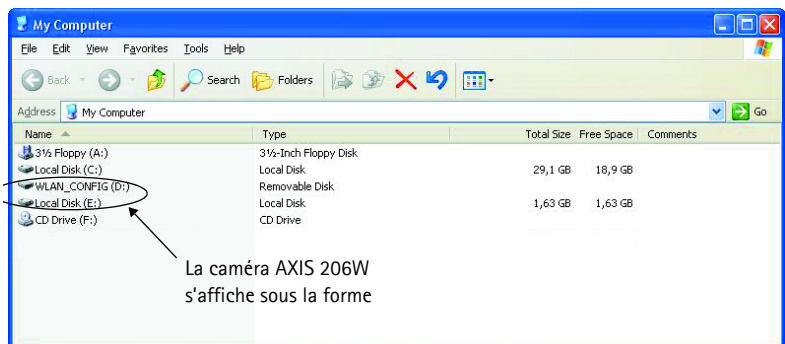 My Computer
File Edit View Favorites Tools Help
Back Search Folders
Address My Computer Go
Name Type Total Size Free Space Comments
3½ Floppy (A:) 3½-Inch Floppy Disk
Local Disk (C:) Local Disk 29,1 GB 18,9 GB
WLAN_CONFIG (D:) Removable Disk
Local Disk (E:) Local Disk 1,63 GB 1,63 GB
CD Drive (F:) CD Drive
La caméra AXIS 206W
s'affiche sous la forme